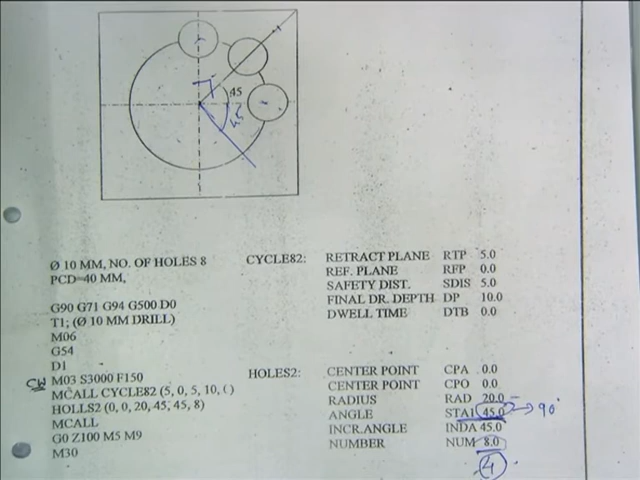 45
45
Ø 10 MM, NO. OF HOLES 8
PCD=40 MM,
G90 G71 G94 G500 D0
T1; (Ø 10 MM DRILL)
M06
G54
D1
CW M03 S3000 F150
MCALL CYCLE82 (5, 0, 5, 10, ( )
HOLLS2 (0, 0, 20, 45, 45, 8)
MCALL
G0 Z100 M5 M9
M30
CYCLE82: RETRACT PLANE RTP 5.0
REF. PLANE RFP 0.0
SAFETY DIST. SDIS 5.0
FINAL DR. DEPTH DP 10.0
DWELL TIME DTB 0.0
HOLES2: CENTER POINT CPA 0.0
CENTER POINT CPO 0.0
RADIUS RAD 20.0
ANGLE STA1 45.0 → 90°
INCR.ANGLE INDA 45.0
NUMBER NUM 8.0
4